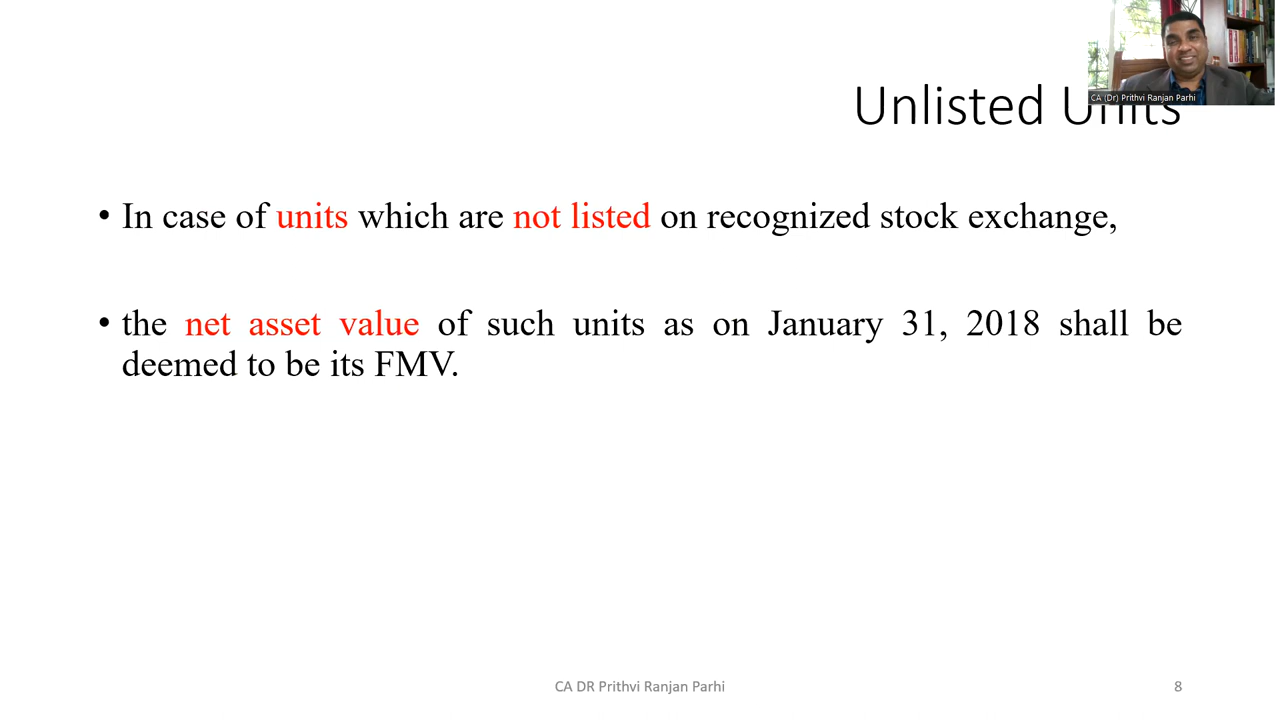 CA (Dr) Prithvi Ranjan Parhi
Unlisted Units
• In case of units which are not listed on recognized stock exchange,
• the net asset value of such units as on January 31, 2018 shall be
deemed to be its FMV.
CA DR Prithvi Ranjan Parhi
8